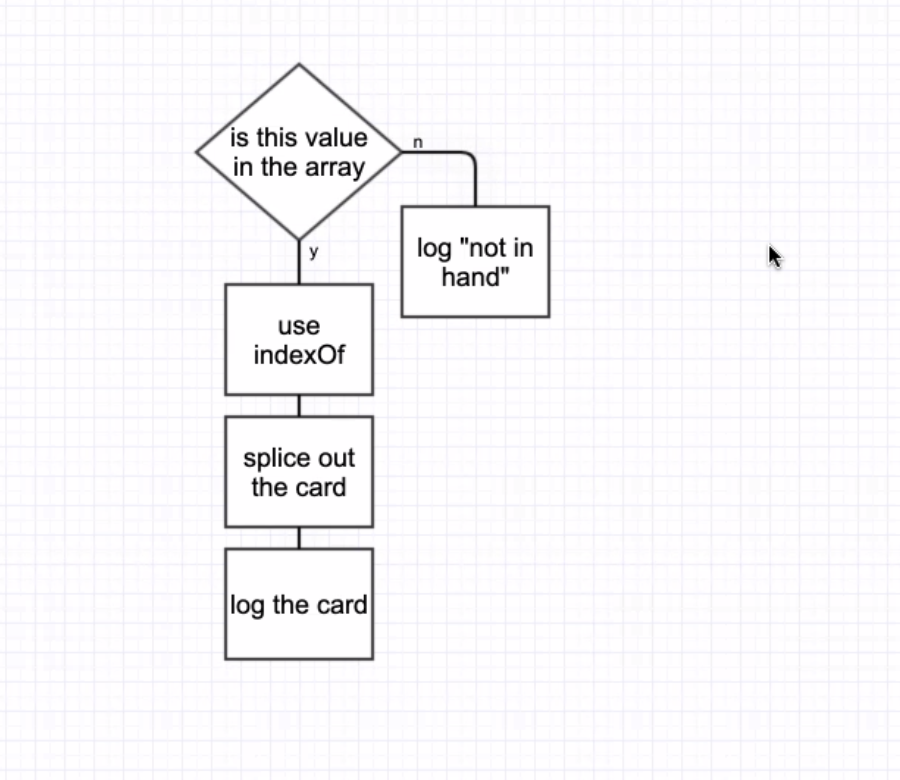 is this value
in the array
n
log "not in
hand"
y
use
indexOf
splice out
the card
log the card